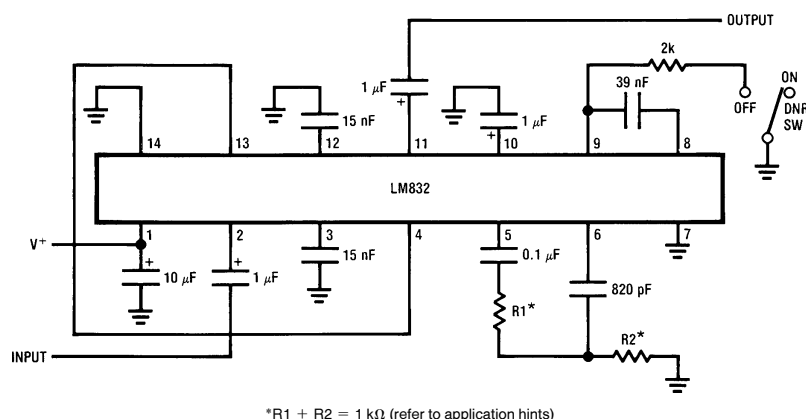 OUTPUT
2k
1 µF
+
39 nF
ON
OFF
DNR
SW
15 nF
1 µF
+
14
13
12
11
10
9
8
LM832
1
2
3
4
5
6
7
V+
+
10 µF
+
1 µF
15 nF
0.1 µF
820 pF
R1*
R2*
INPUT
*R1 + R2 = 1 kΩ (refer to application hints)